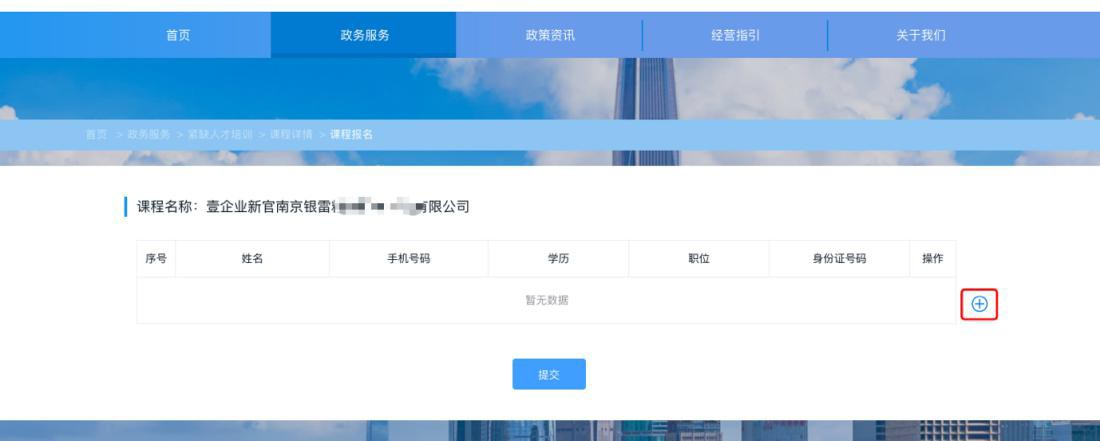 首页 政务服务 政策资讯 经营指引 关于我们
首页 > 政务服务 > 紧缺人才培训 > 课程详情 > 课程报名
课程名称：壹企业新官南京银雷 有限公司
序号 姓名 手机号码 学历 职位 身份证号码 操作
暂无数据
提交